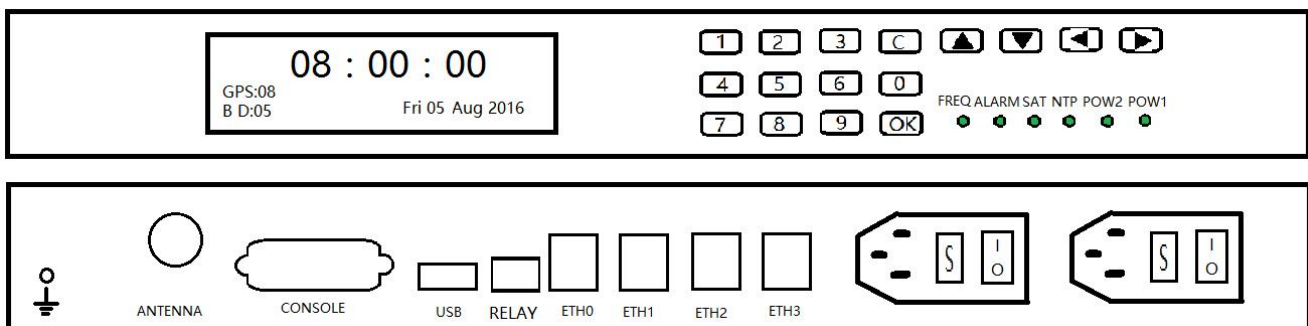 08 : 00 : 00
GPS:08
B D:05
Fri 05 Aug 2016
1 2 3 C
4 5 6 0
7 8 9 OK
FREQ ALARM SAT NTP POW2 POW1
S I O S I O
ANTENNA CONSOLE USB RELAY ETH0 ETH1 ETH2 ETH3